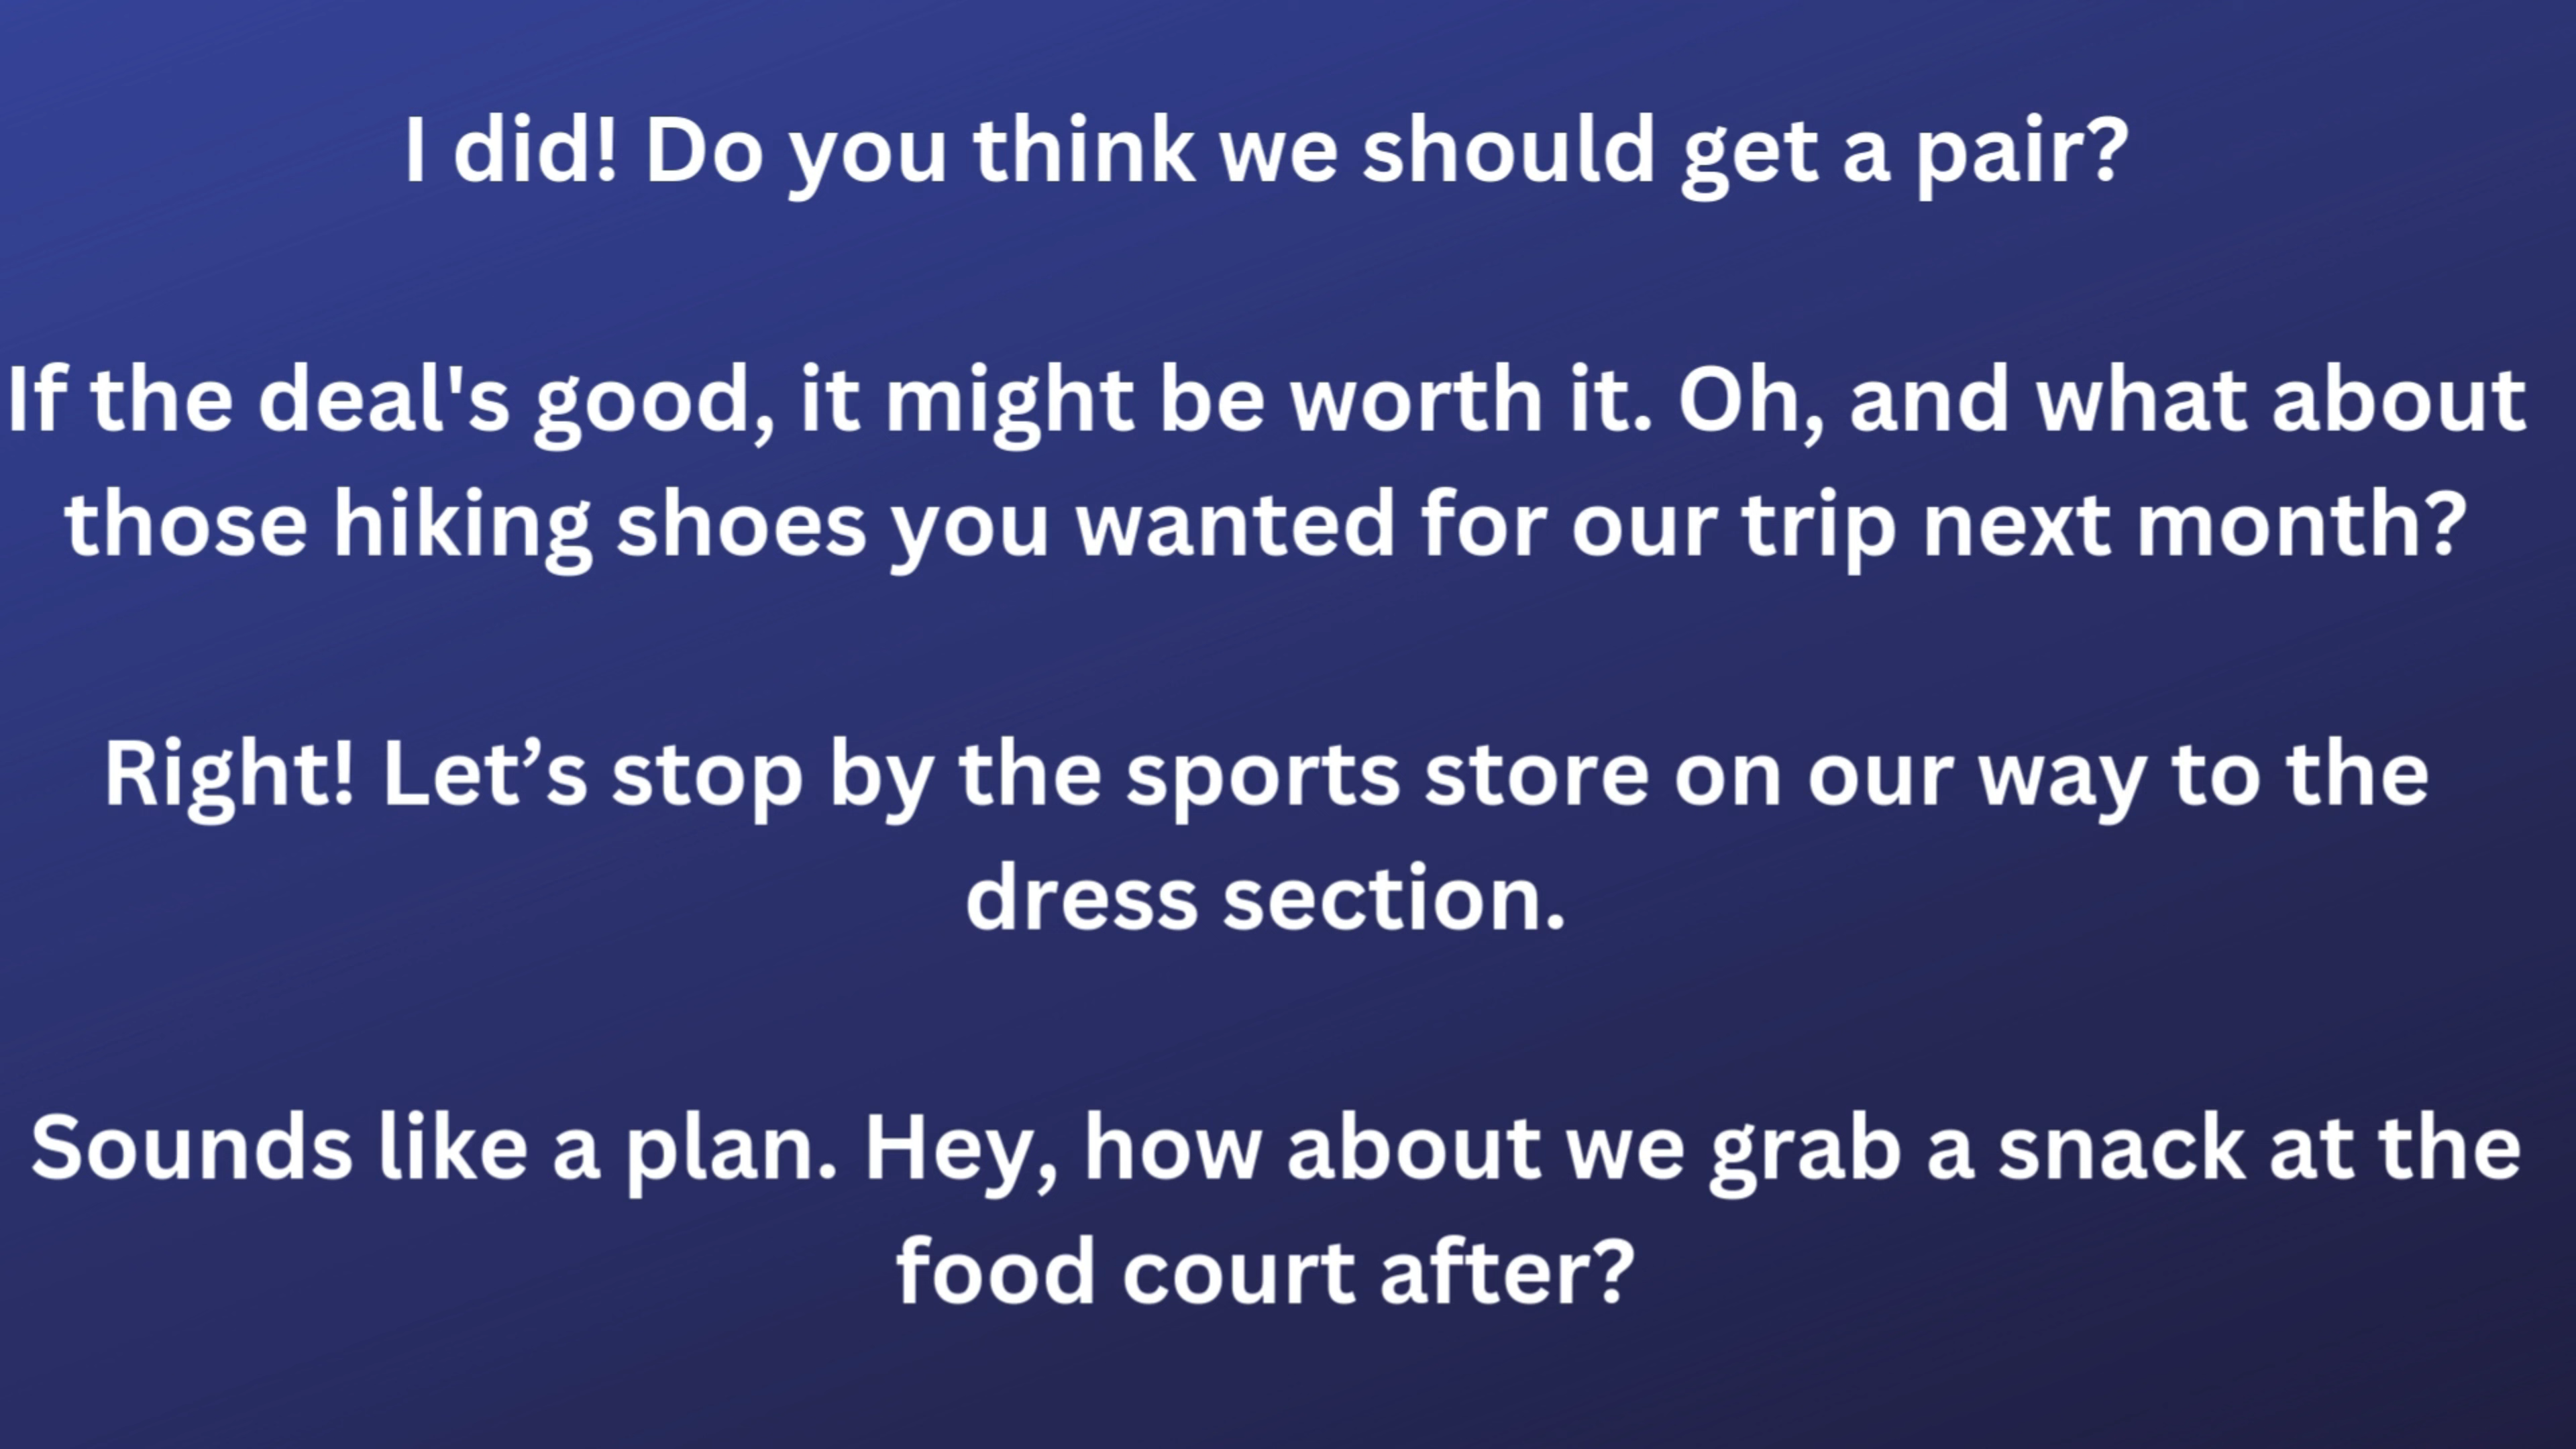 I did! Do you think we should get a pair?
If the deal's good, it might be worth it. Oh, and what about
those hiking shoes you wanted for our trip next month?
Right! Let’s stop by the sports store on our way to the
dress section.
Sounds like a plan. Hey, how about we grab a snack at the
food court after?